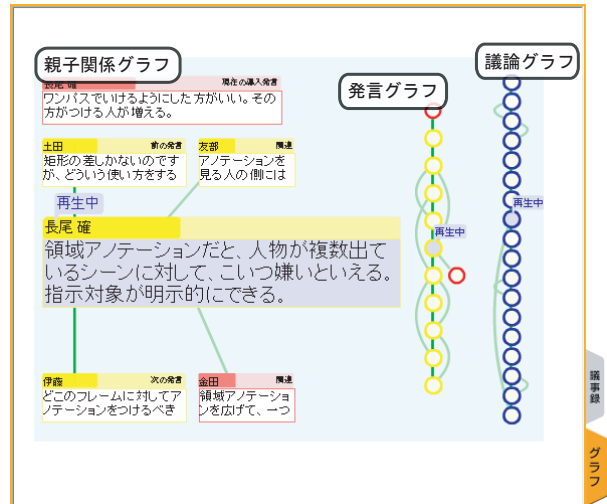 親子関係グラフ
発言グラフ
議論グラフ
長尾 確 現在の導入発言
ワンパスでいけるようにした方がいい。その
方がつける人が増える。
土田 前の発言
矩形の差しかないのです
が、どういう使い方をする
友部 関連
アノテーションを
見る人の側には
再生中
長尾 確
領域アノテーションだと、人物が複数出て
いるシーンに対して、こいつ嫌いといえる。
指示対象が明示的にできる。
伊藤 次の発言
どこのフレームに対してア
ノテーションをつけるべき
金田 関連
領域アノテーショ
ンを広げて、一つ
再生中
再生中
議事録
グラフ